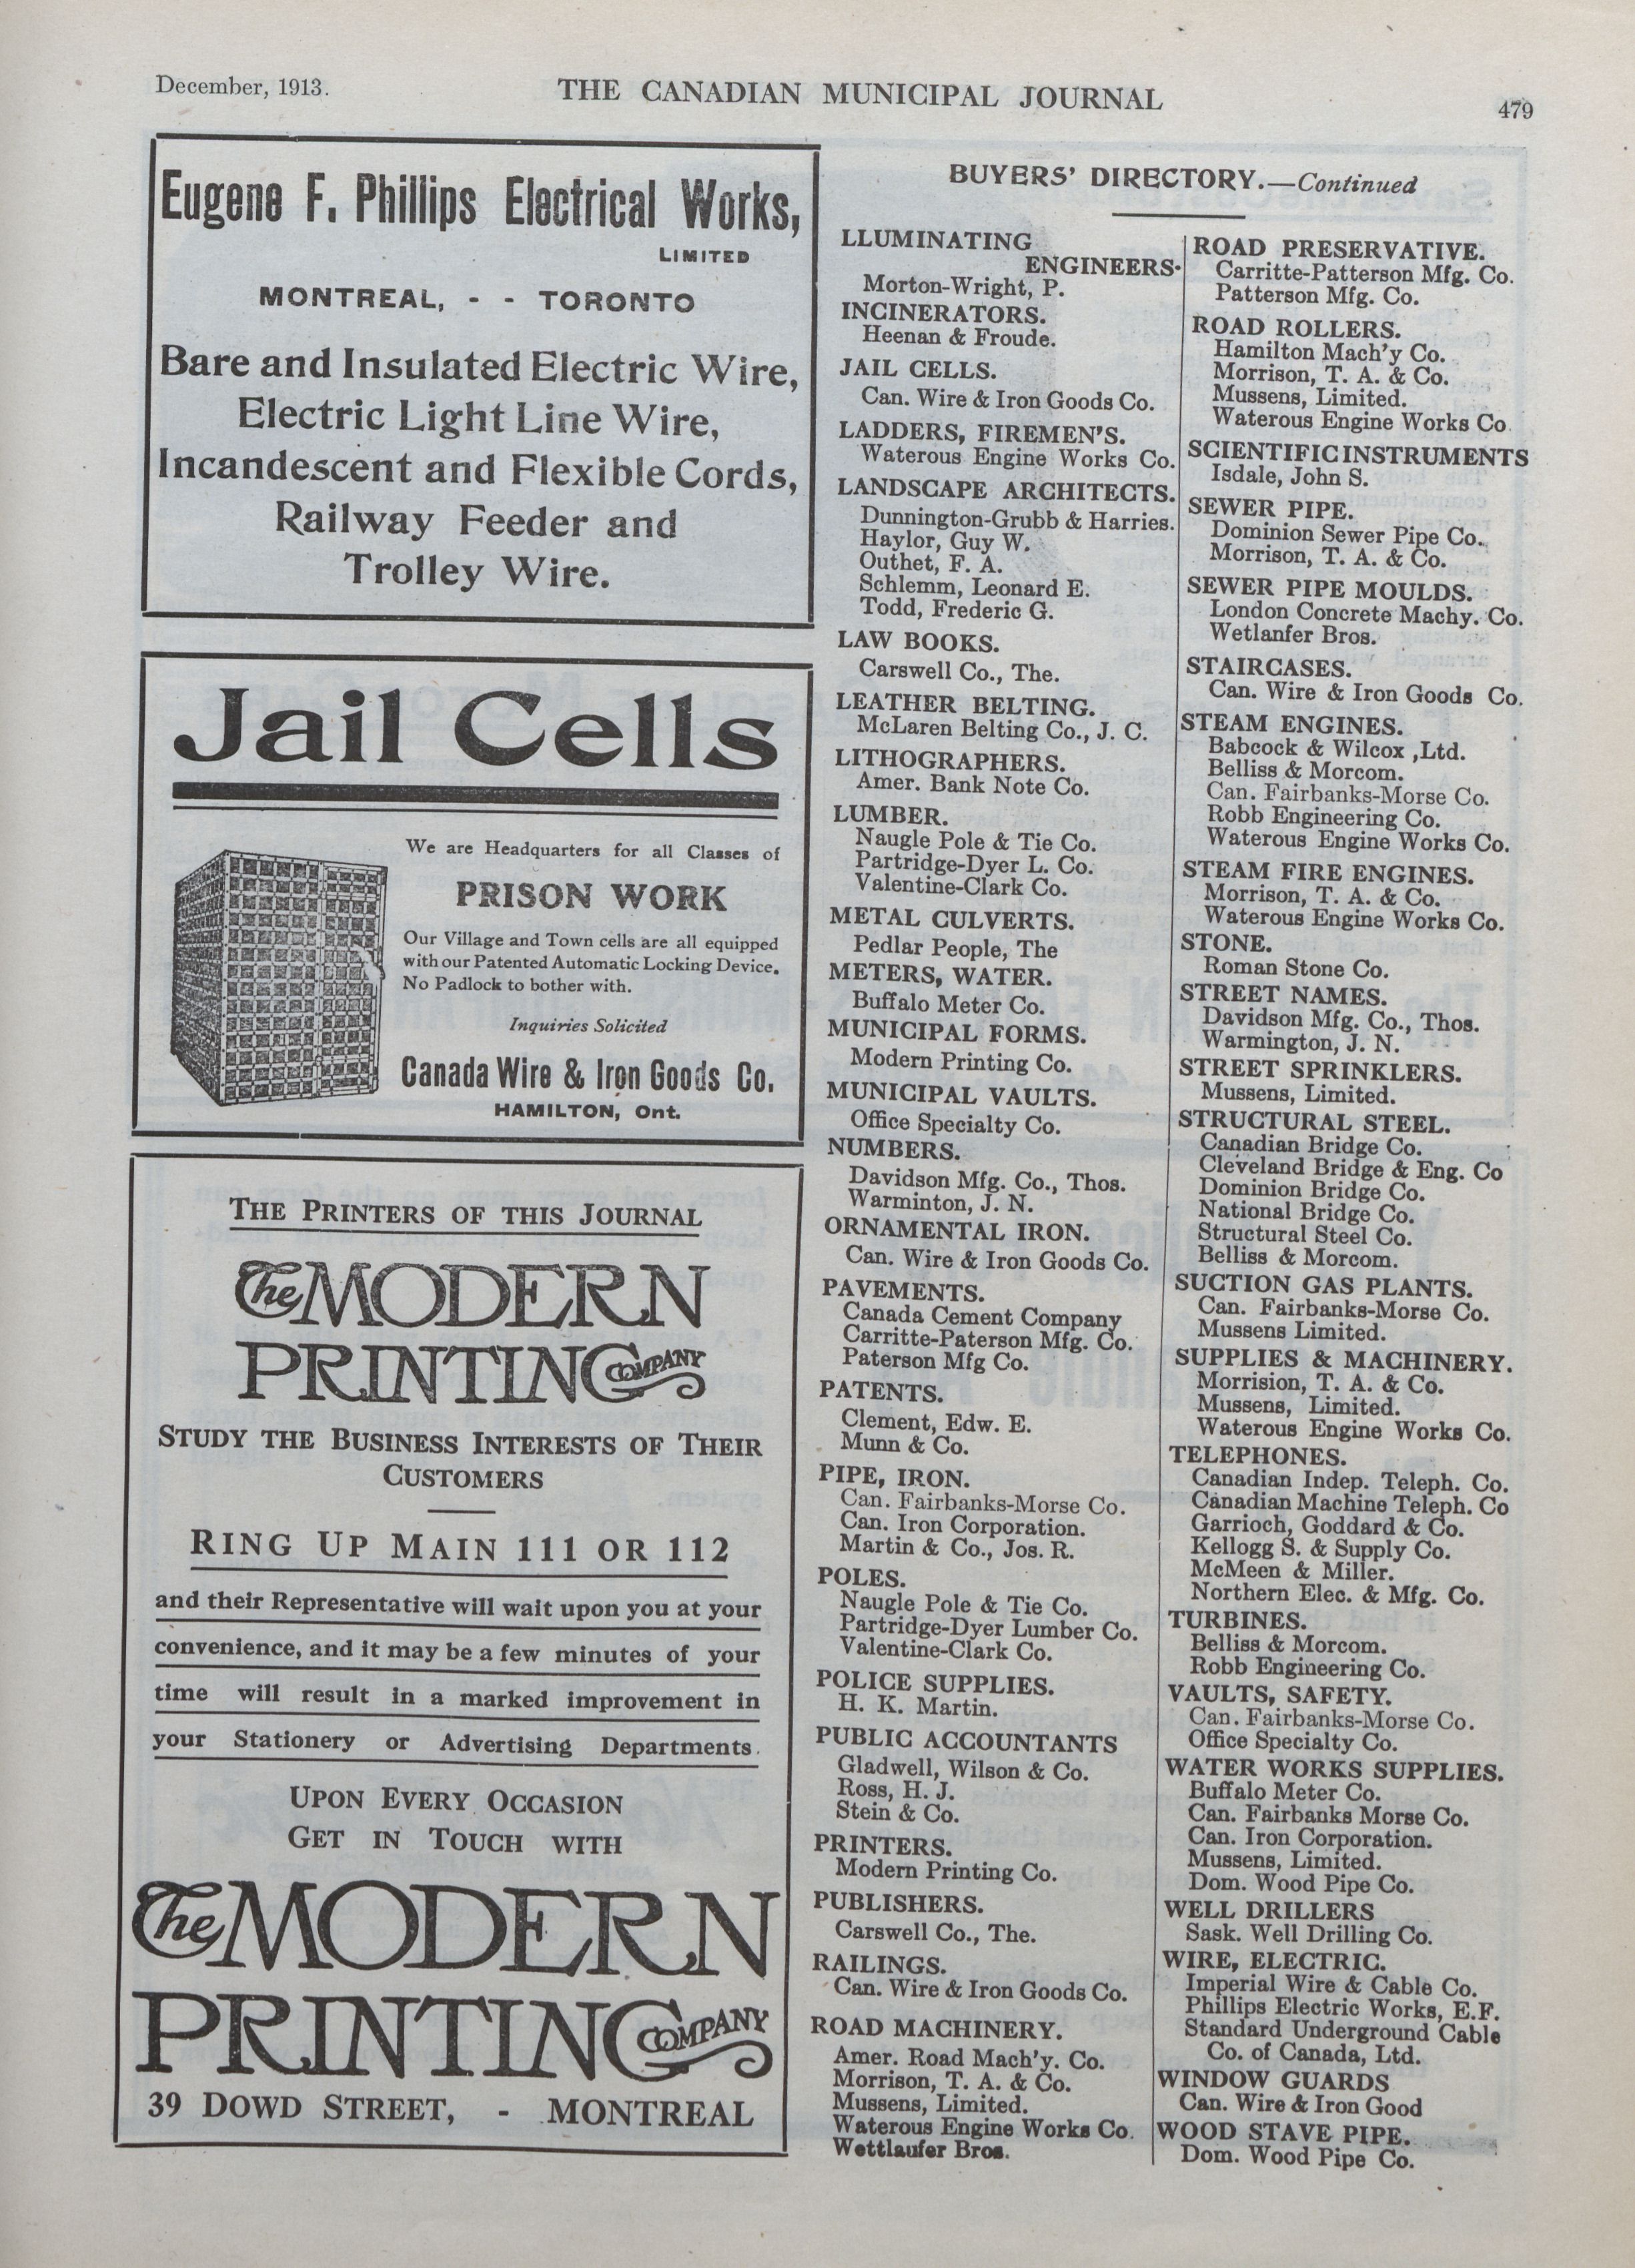 December, 1913.
THE CANADIAN MUNICIPAL JOURNAL
479
Eugene F. Phillips Electrical Works,
LIMITED
MONTREAL, - - TORONTO
Bare and Insulated Electric Wire,
Electric Light Line Wire,
Incandescent and Flexible Cords,
Railway Feeder and
Trolley Wire.
Jail Cells
We are Headquarters for all Classes of
PRISON WORK
Our Village and Town cells are all equipped
with our Patented Automatic Locking Device.
No Padlock to bother with.
Inquiries Solicited
Canada Wire & Iron Goods Co.
HAMILTON, Ont.
THE PRINTERS OF THIS JOURNAL
The MODERN
PRINTING COMPANY
STUDY THE BUSINESS INTERESTS OF THEIR
CUSTOMERS
RING UP MAIN 111 OR 112
and their Representative will wait upon you at your
convenience, and it may be a few minutes of your
time will result in a marked improvement in
your Stationery or Advertising Departments.
UPON EVERY OCCASION
GET IN TOUCH WITH
The MODERN
PRINTING COMPANY
39 DOWD STREET, - MONTREAL
BUYERS' DIRECTORY.—Continued
LLUMINATING
ENGINEERS.
Morton-Wright, P.
INCINERATORS.
Heenan & Froude.
JAIL CELLS.
Can. Wire & Iron Goods Co.
LADDERS, FIREMEN'S.
Waterous Engine Works Co.
LANDSCAPE ARCHITECTS.
Dunnington-Grubb & Harries.
Haylor, Guy W.
Outhet, F. A.
Schlemm, Leonard E.
Todd, Frederic G.
LAW BOOKS.
Carswell Co., The.
LEATHER BELTING.
McLaren Belting Co., J. C.
LITHOGRAPHERS.
Amer. Bank Note Co.
LUMBER.
Naugle Pole & Tie Co.
Partridge-Dyer L. Co.
Valentine-Clark Co.
METAL CULVERTS.
Pedlar People, The
METERS, WATER.
Buffalo Meter Co.
MUNICIPAL FORMS.
Modern Printing Co.
MUNICIPAL VAULTS.
Office Specialty Co.
NUMBERS.
Davidson Mfg. Co., Thos.
Warminton, J. N.
ORNAMENTAL IRON.
Can. Wire & Iron Goods Co.
PAVEMENTS.
Canada Cement Company
Carritte-Paterson Mfg. Co.
Paterson Mfg Co.
PATENTS.
Clement, Edw. E.
Munn & Co.
PIPE, IRON.
Can. Fairbanks-Morse Co.
Can. Iron Corporation.
Martin & Co., Jos. R.
POLES.
Naugle Pole & Tie Co.
Partridge-Dyer Lumber Co.
Valentine-Clark Co.
POLICE SUPPLIES.
H. K. Martin.
PUBLIC ACCOUNTANTS
Gladwell, Wilson & Co.
Ross, H. J.
Stein & Co.
PRINTERS.
Modern Printing Co.
PUBLISHERS.
Carswell Co., The.
RAILINGS.
Can. Wire & Iron Goods Co.
ROAD MACHINERY.
Amer. Road Mach'y. Co.
Morrison, T. A. & Co.
Mussens, Limited.
Waterous Engine Works Co.
Wettlaufer Bros.
ROAD PRESERVATIVE.
Carritte-Patterson Mfg. Co.
Patterson Mfg. Co.
ROAD ROLLERS.
Hamilton Mach'y Co.
Morrison, T. A. & Co.
Mussens, Limited.
Waterous Engine Works Co.
SCIENTIFIC INSTRUMENTS
Isdale, John S.
SEWER PIPE.
Dominion Sewer Pipe Co.
Morrison, T. A. & Co.
SEWER PIPE MOULDS.
London Concrete Machy. Co.
Wetlanfer Bros.
STAIRCASES.
Can. Wire & Iron Goods Co.
STEAM ENGINES.
Babcock & Wilcox ,Ltd.
Belliss & Morcom.
Can. Fairbanks-Morse Co.
Robb Engineering Co.
Waterous Engine Works Co.
STEAM FIRE ENGINES.
Morrison, T. A. & Co.
Waterous Engine Works Co.
STONE.
Roman Stone Co.
STREET NAMES.
Davidson Mfg. Co., Thos.
Warmington, J. N.
STREET SPRINKLERS.
Mussens, Limited.
STRUCTURAL STEEL.
Canadian Bridge Co.
Cleveland Bridge & Eng. Co
Dominion Bridge Co.
National Bridge Co.
Structural Steel Co.
Belliss & Morcom.
SUCTION GAS PLANTS.
Can. Fairbanks-Morse Co.
Mussens Limited.
SUPPLIES & MACHINERY.
Morrision, T. A. & Co.
Mussens, Limited.
Waterous Engine Works Co.
TELEPHONES.
Canadian Indep. Teleph. Co.
Canadian Machine Teleph. Co
Garrioch, Goddard & Co.
Kellogg S. & Supply Co.
McMeen & Miller.
Northern Elec. & Mfg. Co.
TURBINES.
Belliss & Morcom.
Robb Engineering Co.
VAULTS, SAFETY.
Can. Fairbanks-Morse Co.
Office Specialty Co.
WATER WORKS SUPPLIES.
Buffalo Meter Co.
Can. Fairbanks Morse Co.
Can. Iron Corporation.
Mussens, Limited.
Dom. Wood Pipe Co.
WELL DRILLERS
Sask. Well Drilling Co.
WIRE, ELECTRIC.
Imperial Wire & Cable Co.
Phillips Electric Works, E.F.
Standard Underground Cable
Co. of Canada, Ltd.
WINDOW GUARDS
Can. Wire & Iron Good
WOOD STAVE PIPE.
Dom. Wood Pipe Co.